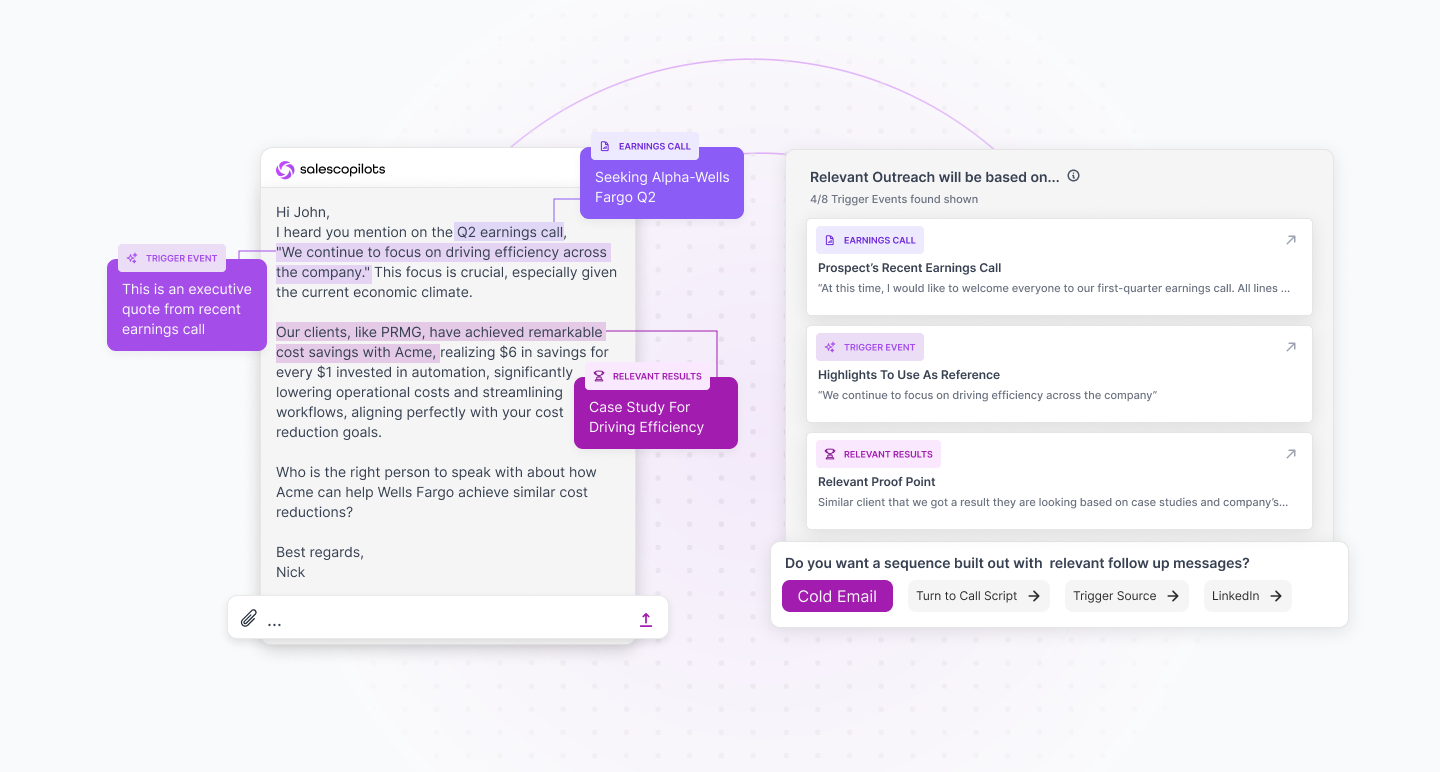 EARNINGS CALL
Seeking Alpha-Wells
Fargo Q2
salescopilots
Hi John,
I heard you mention on the Q2 earnings call,
"We continue to focus on driving efficiency across
the company." This focus is crucial, especially given
the current economic climate.
TRIGGER EVENT
This is an executive
quote from recent
earnings call
Our clients, like PRMG, have achieved remarkable
cost savings with Acme, realizing $6 in savings for
every $1 invested in automation, significantly
lowering operational costs and streamlining
workflows, aligning perfectly with your cost
reduction goals.
RELEVANT RESULTS
Case Study For
Driving Efficiency
Who is the right person to speak with about how
Acme can help Wells Fargo achieve similar cost
reductions?
Best regards,
Nick
...
Relevant Outreach will be based on...
4/8 Trigger Events found shown
EARNINGS CALL
Prospect’s Recent Earnings Call
“At this time, I would like to welcome everyone to our first-quarter earnings call. All lines ...
TRIGGER EVENT
Highlights To Use As Reference
“We continue to focus on driving efficiency across the company”
RELEVANT RESULTS
Relevant Proof Point
Similar client that we got a result they are looking based on case studies and company’s...
Do you want a sequence built out with  relevant follow up messages?
Cold Email
Turn to Call Script
Trigger Source
LinkedIn